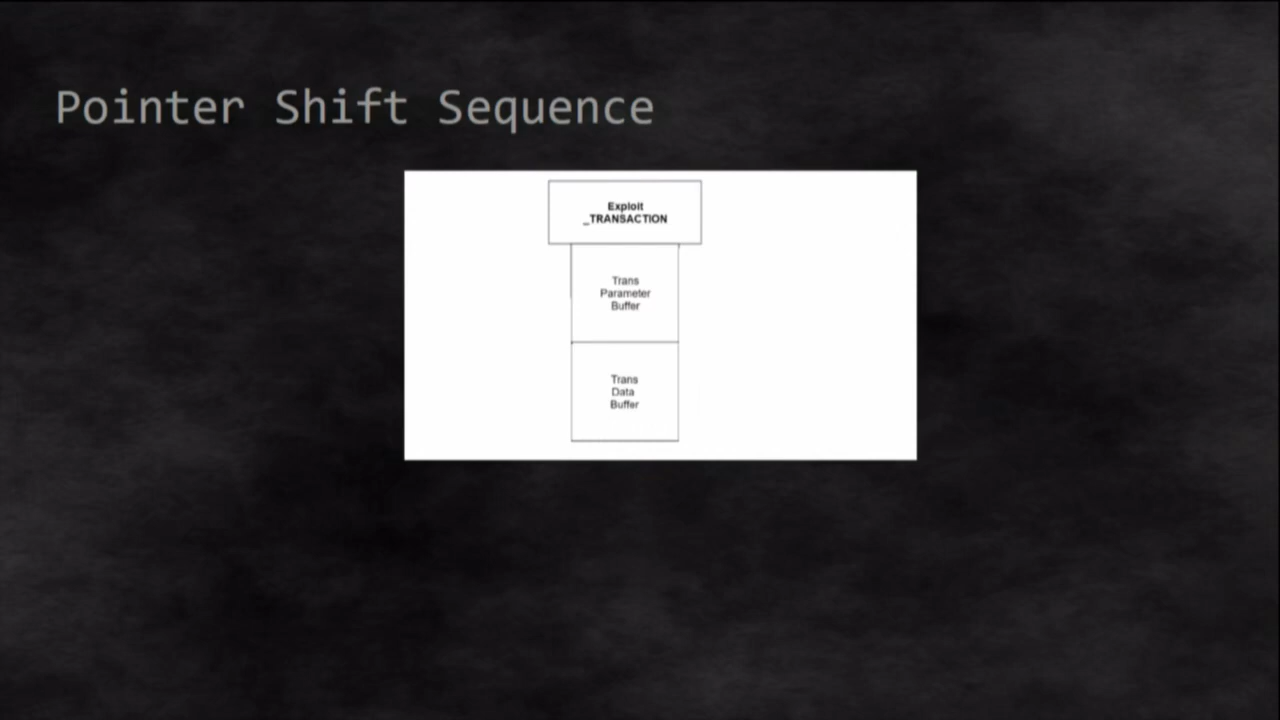 Pointer Shift Sequence
Exploit
_TRANSACTION
Trans
Parameter
Buffer
Trans
Data
Buffer